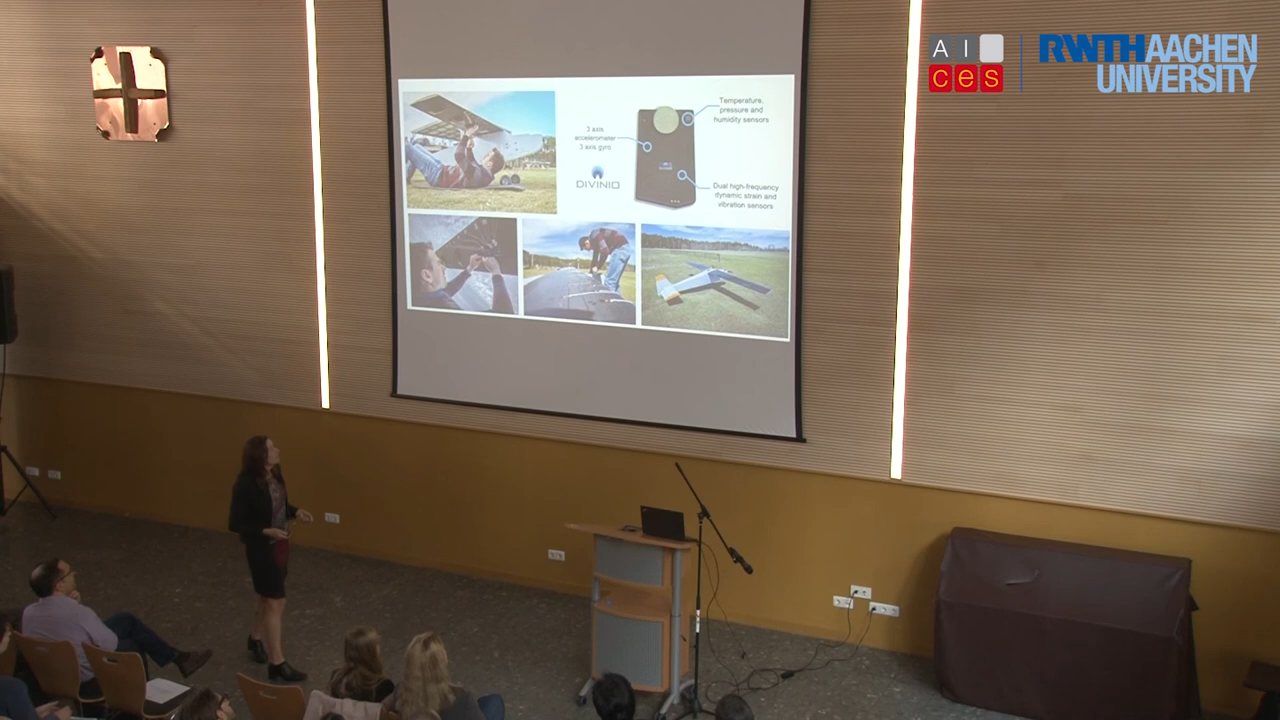 AI
ces
RWTHAACHEN
UNIVERSITY
Temperature,
pressure and
humidity sensors
3 axis
accelerometer
3 axis gyro
DIVINIO
Dual high-frequency
dynamic strain and
vibration sensors